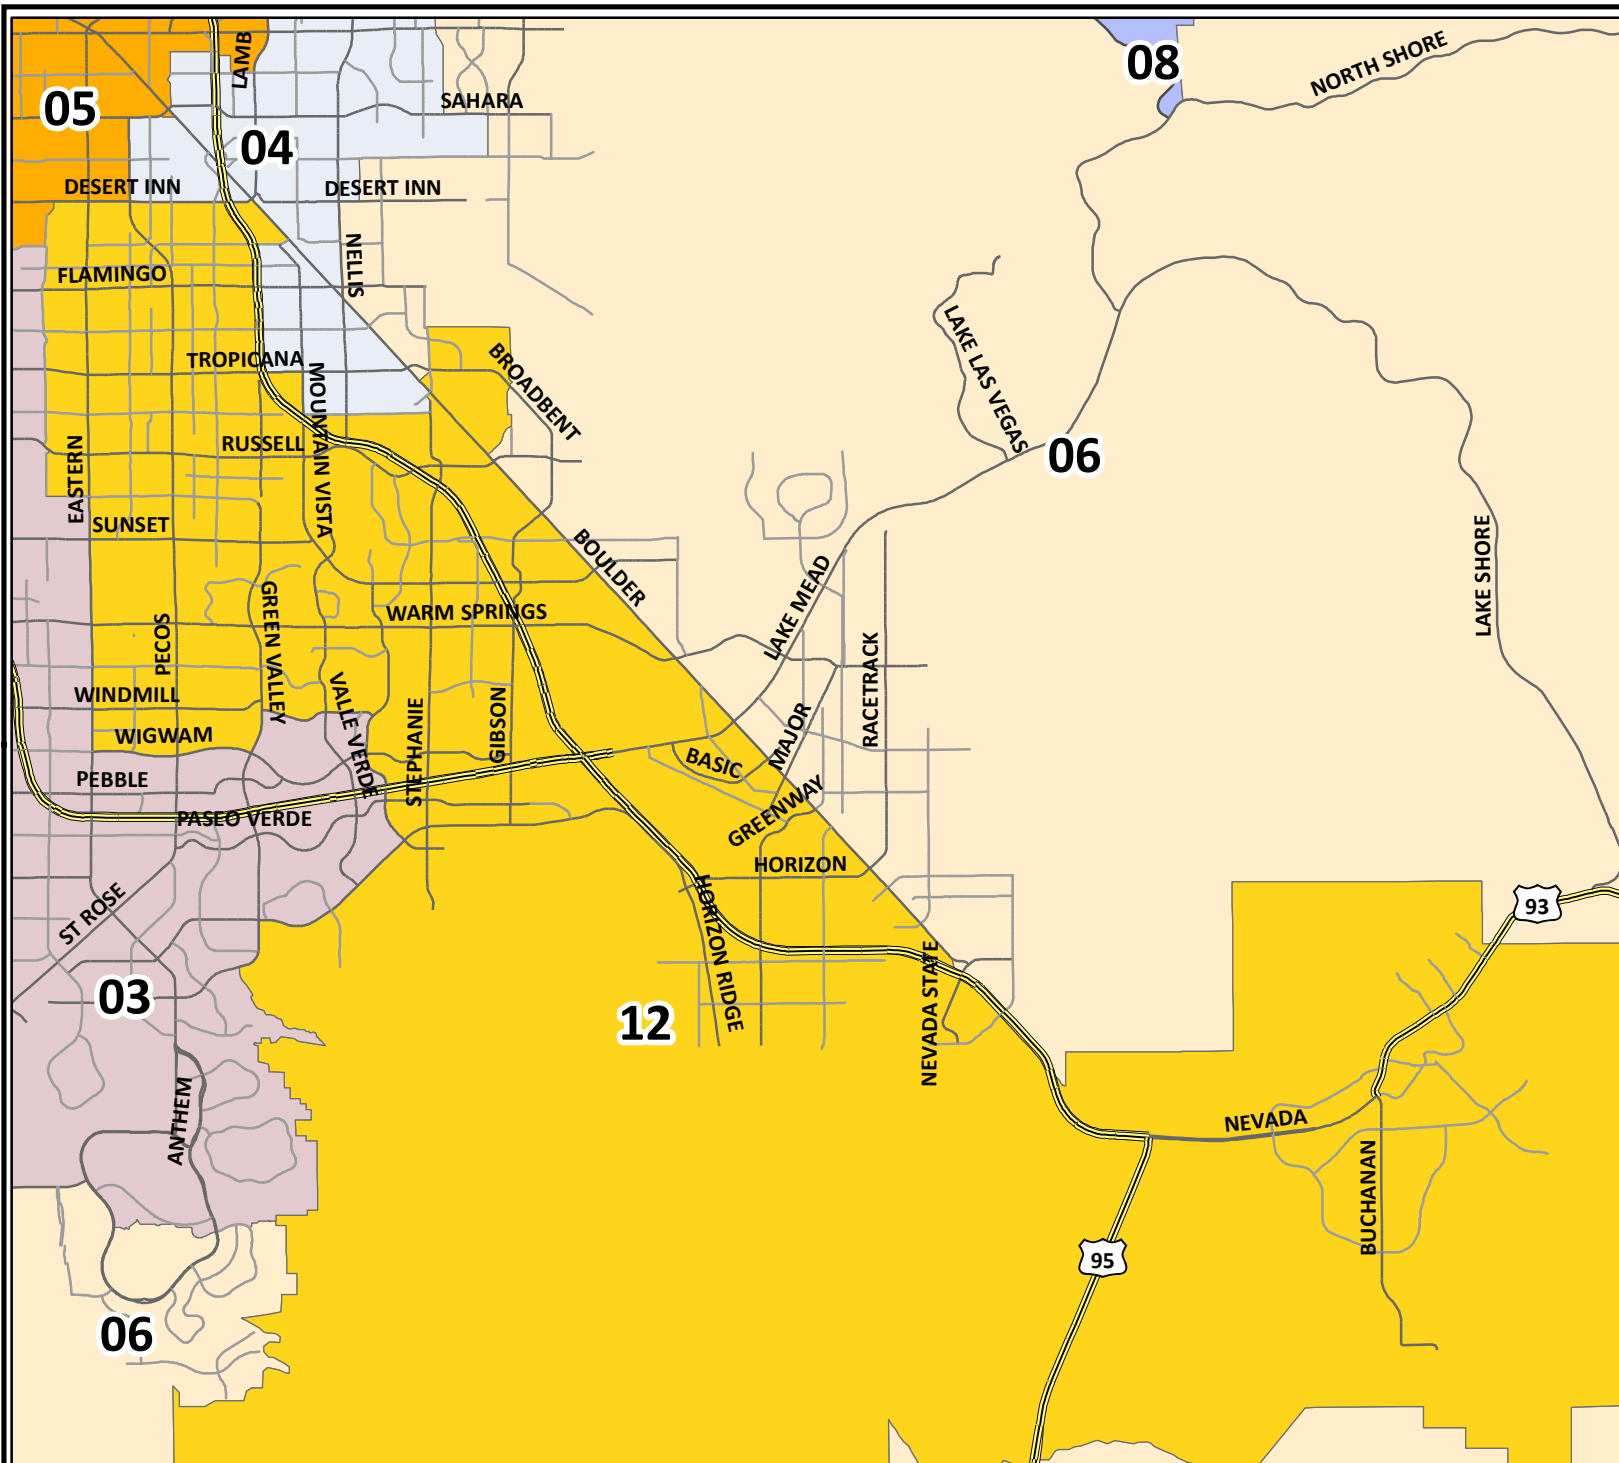 LAMB
08
NORTH SHORE
05
SAHARA
04
DESERT INN
DESERT INN
NELLIS
FLAMINGO
LAKE LAS VEGAS
TROPICANA
BROADBENT
MOUNTAIN VISTA
RUSSELL
06
EASTERN
SUNSET
BOULDER
LAKE SHORE
LAKE MEAD
GREEN VALLEY
WARM SPRINGS
PECOS
RACETRACK
WINDMILL
VALLE VERDE
STEPHANIE
GIBSON
WIGWAM
MAJOR
BASIC
PEBBLE
GREENWAY
PASEO VERDE
HORIZON
ST ROSE
HORIZON RIDGE
93
NEVADA STATE
03
12
ANTHEM
NEVADA
BUCHANAN
95
06